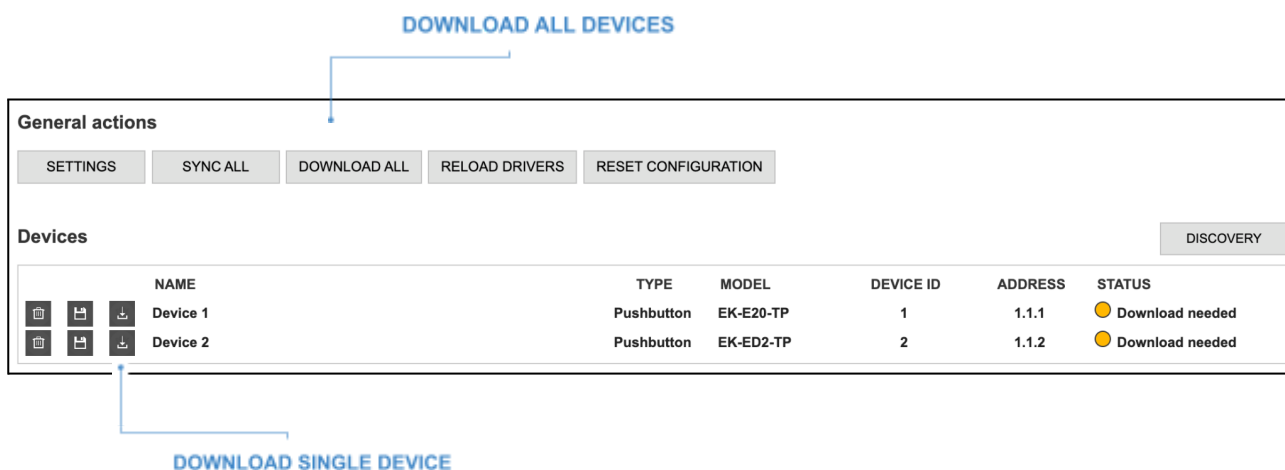 DOWNLOAD ALL DEVICES
General actions
SETTINGS SYNC ALL DOWNLOAD ALL RELOAD DRIVERS RESET CONFIGURATION
Devices DISCOVERY
NAME TYPE MODEL DEVICE ID ADDRESS STATUS
Device 1 Pushbutton EK-E20-TP 1 1.1.1 Download needed
Device 2 Pushbutton EK-ED2-TP 2 1.1.2 Download needed
DOWNLOAD SINGLE DEVICE